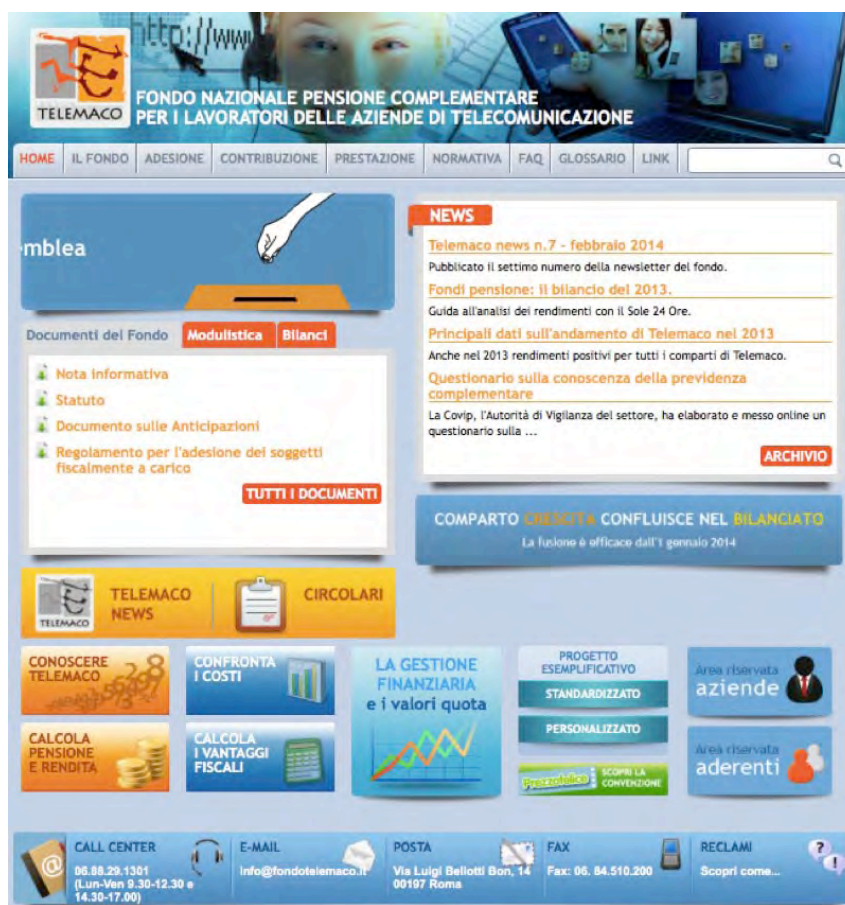 http://www
TELEMACO
FONDO NAZIONALE PENSIONE COMPLEMENTARE
PER I LAVORATORI DELLE AZIENDE DI TELECOMUNICAZIONE
HOME IL FONDO ADESIONE CONTRIBUZIONE PRESTAZIONE NORMATIVA FAQ GLOSSARIO LINK
emblea
Documenti del Fondo Modulistica Bilanci
Nota informativa
Statuto
Documento sulle Anticipazioni
Regolamento per l'adesione dei soggetti
fiscalmente a carico
TUTTI I DOCUMENTI
NEWS
Telemaco news n.7 - febbraio 2014
Pubblicato il settimo numero della newsletter del fondo.
Fondi pensione: il bilancio del 2013.
Guida all'analisi dei rendimenti con il Sole 24 Ore.
Principali dati sull'andamento di Telemaco nel 2013
Anche nel 2013 rendimenti positivi per tutti i comparti di Telemaco.
Questionario sulla conoscenza della previdenza
complementare
La Covip, l'Autorità di Vigilanza del settore, ha elaborato e messo online un
questionario sulla ...
ARCHIVIO
COMPARTO CRESCITA CONFLUISCE NEL BILANCIATO
La fusione è efficace dall'1 gennaio 2014
TELEMACO
TELEMACO
NEWS
CIRCOLARI
CONOSCERE
TELEMACO
CONFRONTA
I COSTI
CALCOLA
PENSIONE
E RENDITA
CALCOLA
I VANTAGGI
FISCALI
LA GESTIONE
FINANZIARIA
e i valori quota
PROGETTO
ESEMPLIFICATIVO
STANDARDIZZATO
PERSONALIZZATO
Prezzofelice SCOPRI LA
CONVENZIONE
Area riservata
aziende
Area riservata
aderenti
CALL CENTER
06.88.29.1301
(Lun-Ven 9.30-12.30 e
14.30-17.00)
E-MAIL
info@fondotelemaco.it
POSTA
Via Luigi Bellotti Bon, 14
00197 Roma
FAX
Fax: 06. 84.510.200
RECLAMI
Scopri come...